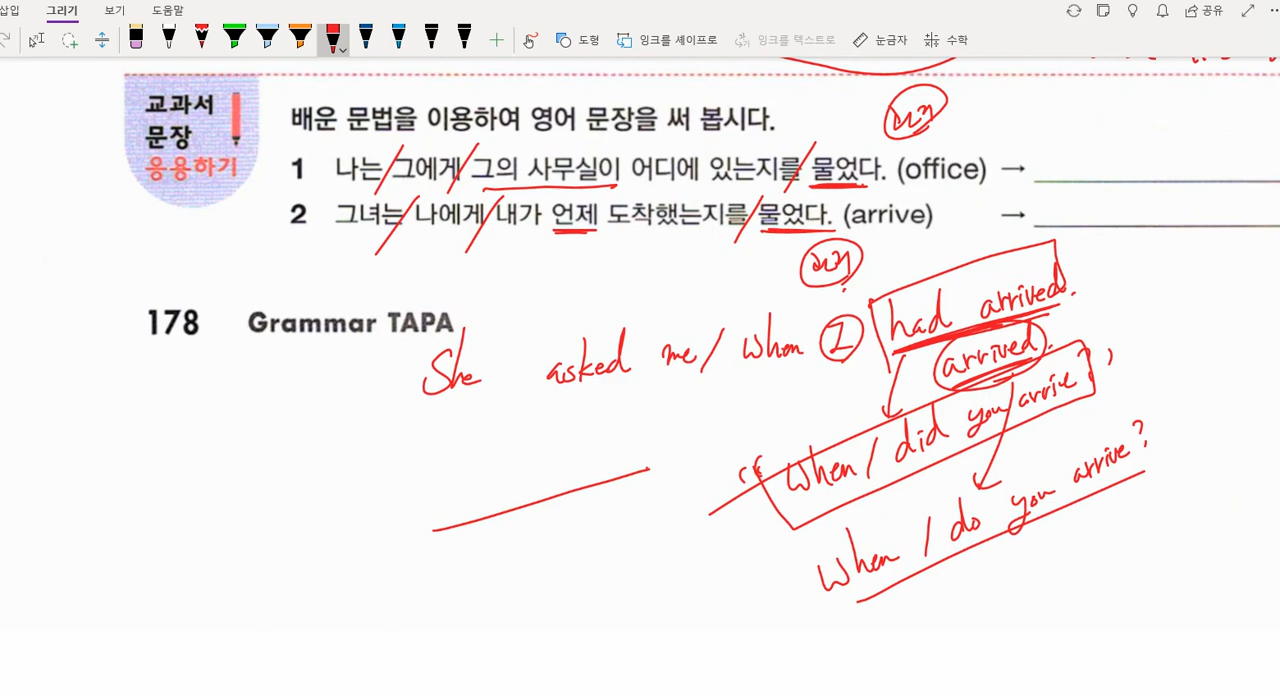 삽입 그리기 보기 도움말 공유
도형 잉크를 셰이프로 잉크를 텍스트로 눈금자 수학
교과서
문장
응용하기
배운 문법을 이용하여 영어 문장을 써 봅시다.
1 나는 그에게 그의 사무실이 어디에 있는지를 물었다. (office) →
2 그녀는 나에게 내가 언제 도착했는지를 물었다. (arrive) →
178 Grammar TAPA
had arrived.
She asked me / when I
arrived.
"When / did you / arrive?"
When / do you arrive?